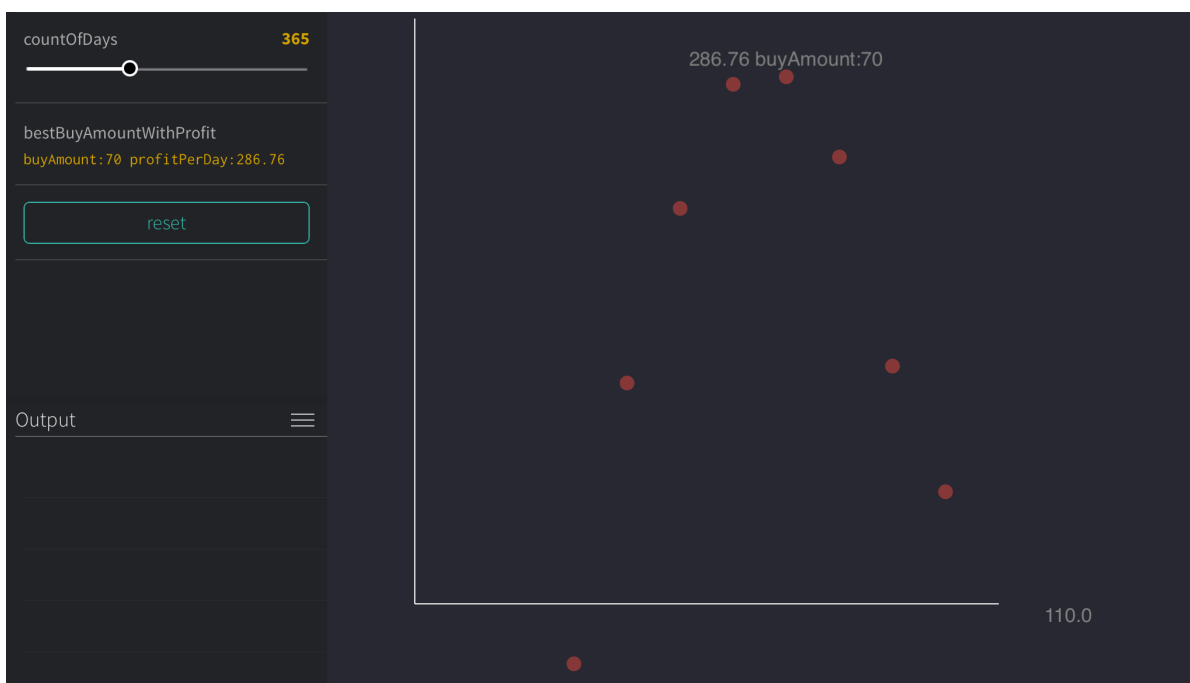 countOfDays 365
bestBuyAmountWithProfit
buyAmount:70 profitPerDay:286.76
reset
Output
286.76 buyAmount:70
110.0